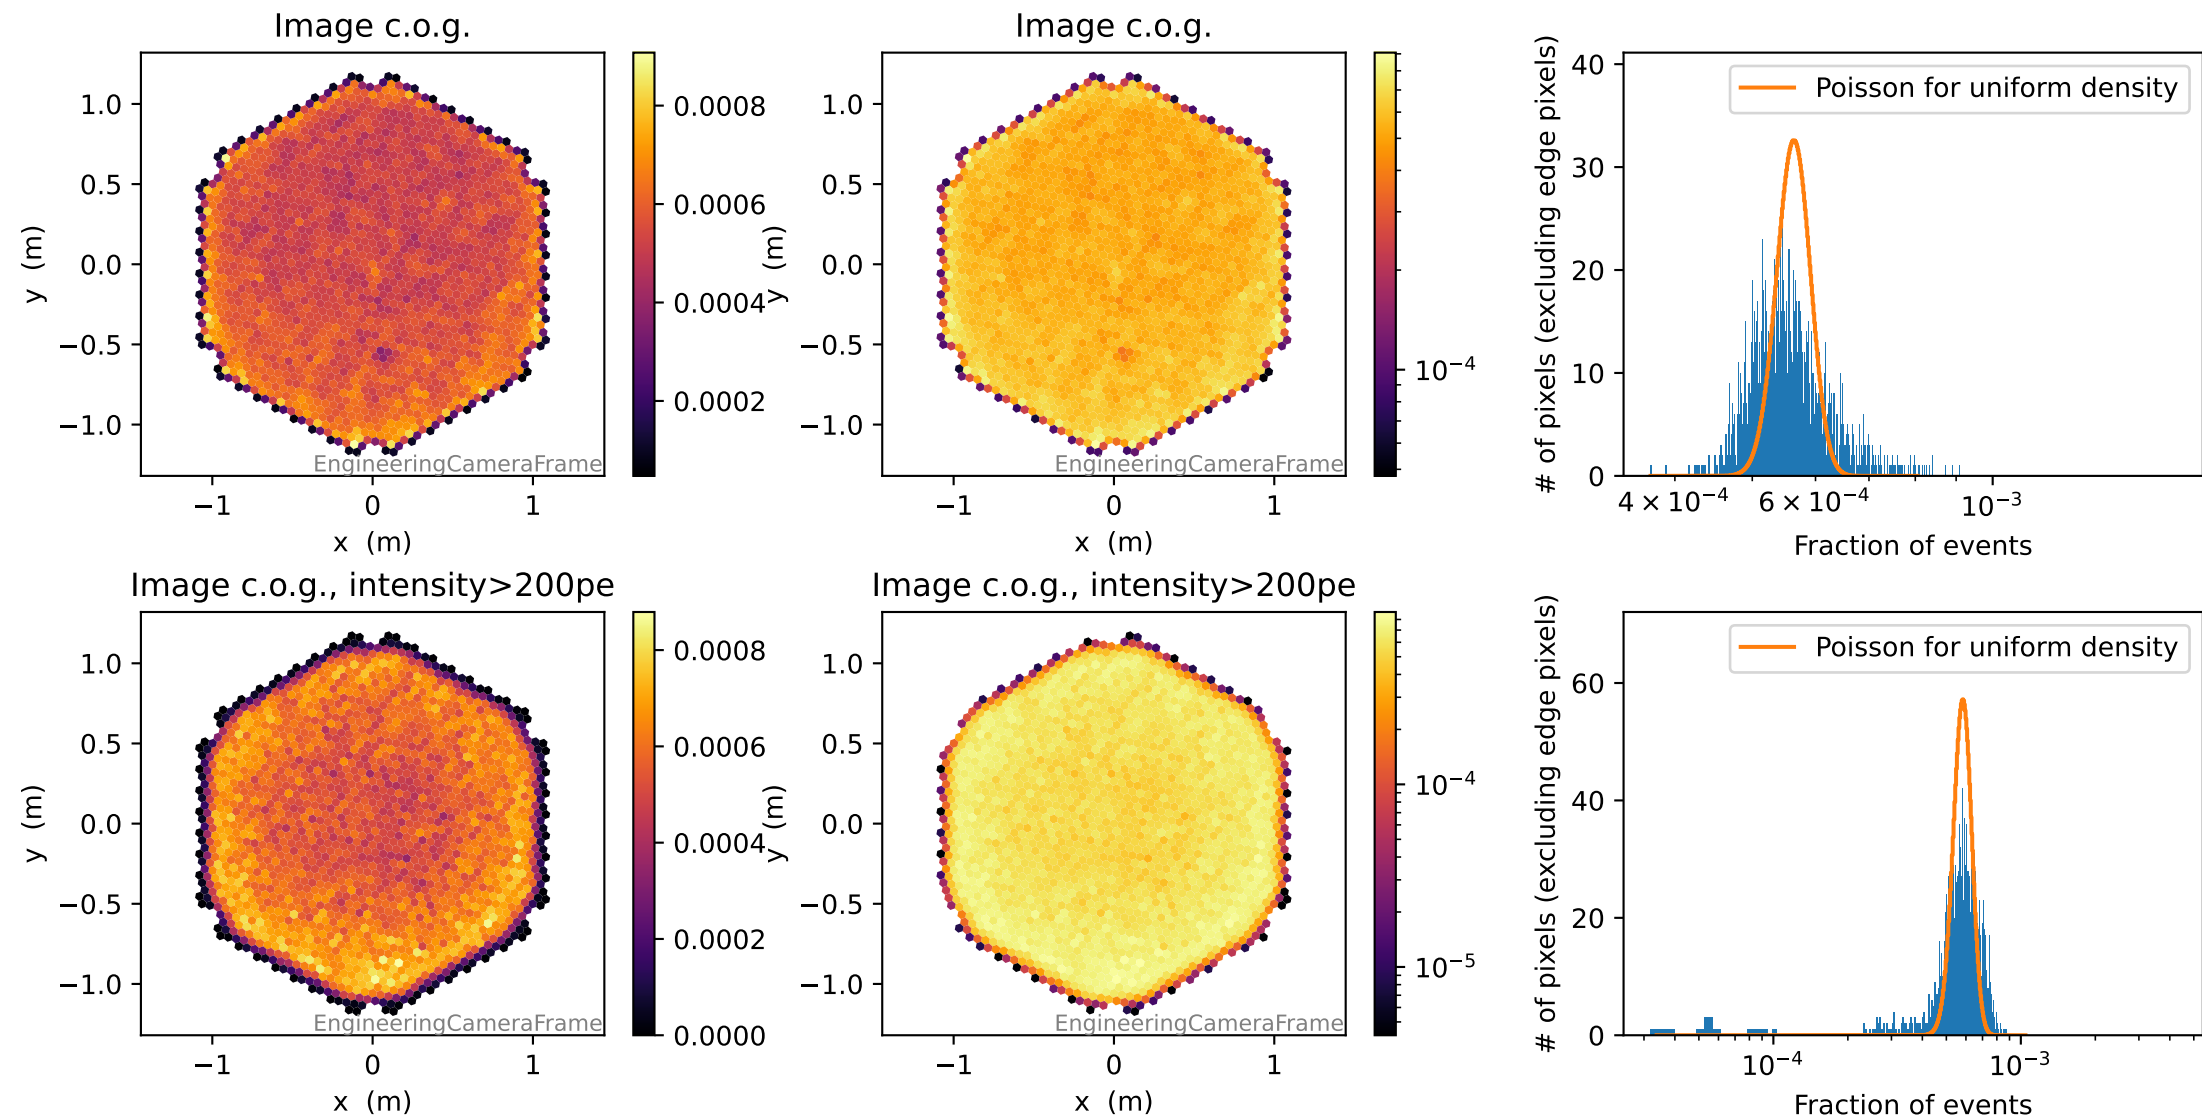 Image c.o.g.
y (m)
1.0
0.5
0.0
−0.5
−1.0
−1
0
1
x (m)
EngineeringCameraFrame
0.0008
0.0006
0.0004
0.0002
Image c.o.g.
y (m)
1.0
0.5
0.0
−0.5
−1.0
−1
0
1
x (m)
EngineeringCameraFrame
10⁻⁴
# of pixels (excluding edge pixels)
40
30
20
10
0
Poisson for uniform density
4 × 10⁻⁴
6 × 10⁻⁴
10⁻³
Fraction of events
Image c.o.g., intensity>200pe
y (m)
1.0
0.5
0.0
−0.5
−1.0
−1
0
1
x (m)
EngineeringCameraFrame
0.0008
0.0006
0.0004
0.0002
0.0000
Image c.o.g., intensity>200pe
y (m)
1.0
0.5
0.0
−0.5
−1.0
−1
0
1
x (m)
EngineeringCameraFrame
10⁻⁴
10⁻⁵
# of pixels (excluding edge pixels)
60
40
20
0
Poisson for uniform density
10⁻⁴
10⁻³
Fraction of events